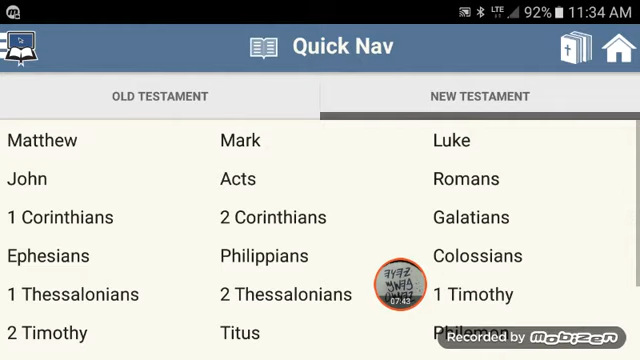 LTE 92% 11:34 AM
Quick Nav
OLD TESTAMENT NEW TESTAMENT
Matthew Mark Luke
John Acts Romans
1 Corinthians 2 Corinthians Galatians
Ephesians Philippians Colossians
1 Thessalonians 2 Thessalonians 1 Timothy
07:43
2 Timothy Titus Philemon
Recorded by mobizen